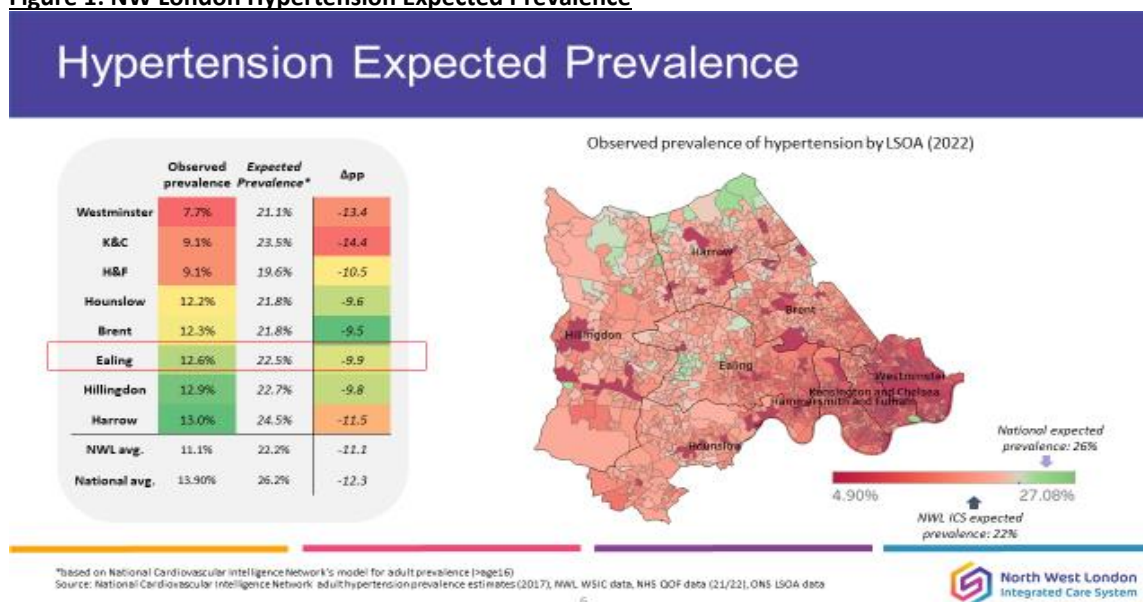 Figure 1: NW London Hypertension Expected Prevalence
Hypertension Expected Prevalence
Observed prevalence Expected Prevalence* Δpp
Westminster 7.7% 21.1% -13.4
K&C 9.1% 23.5% -14.4
H&F 9.1% 19.6% -10.5
Hounslow 12.2% 21.8% -9.6
Brent 12.3% 21.8% -9.5
Ealing 12.6% 22.5% -9.9
Hillingdon 12.9% 22.7% -9.8
Harrow 13.0% 24.5% -11.5
NWL avg. 11.1% 22.2% -11.1
National avg. 13.90% 26.2% -12.3
Observed prevalence of hypertension by LSOA (2022)
Harrow
Brent
Hillingdon
Ealing
Westminster
Kensington and Chelsea
Hammersmith and Fulham
Hounslow
National expected
prevalence: 26%
4.90% 27.08%
NWL ICS expected
prevalence: 22%
*based on National Cardiovascular Intelligence Network's model for adult prevalence (>age16)
Source: National Cardiovascular Intelligence Network adult hypertension prevalence estimates (2017), NWL WSIC data, NHS QOF data (21/22), ONS LSOA data
6
North West London
Integrated Care System